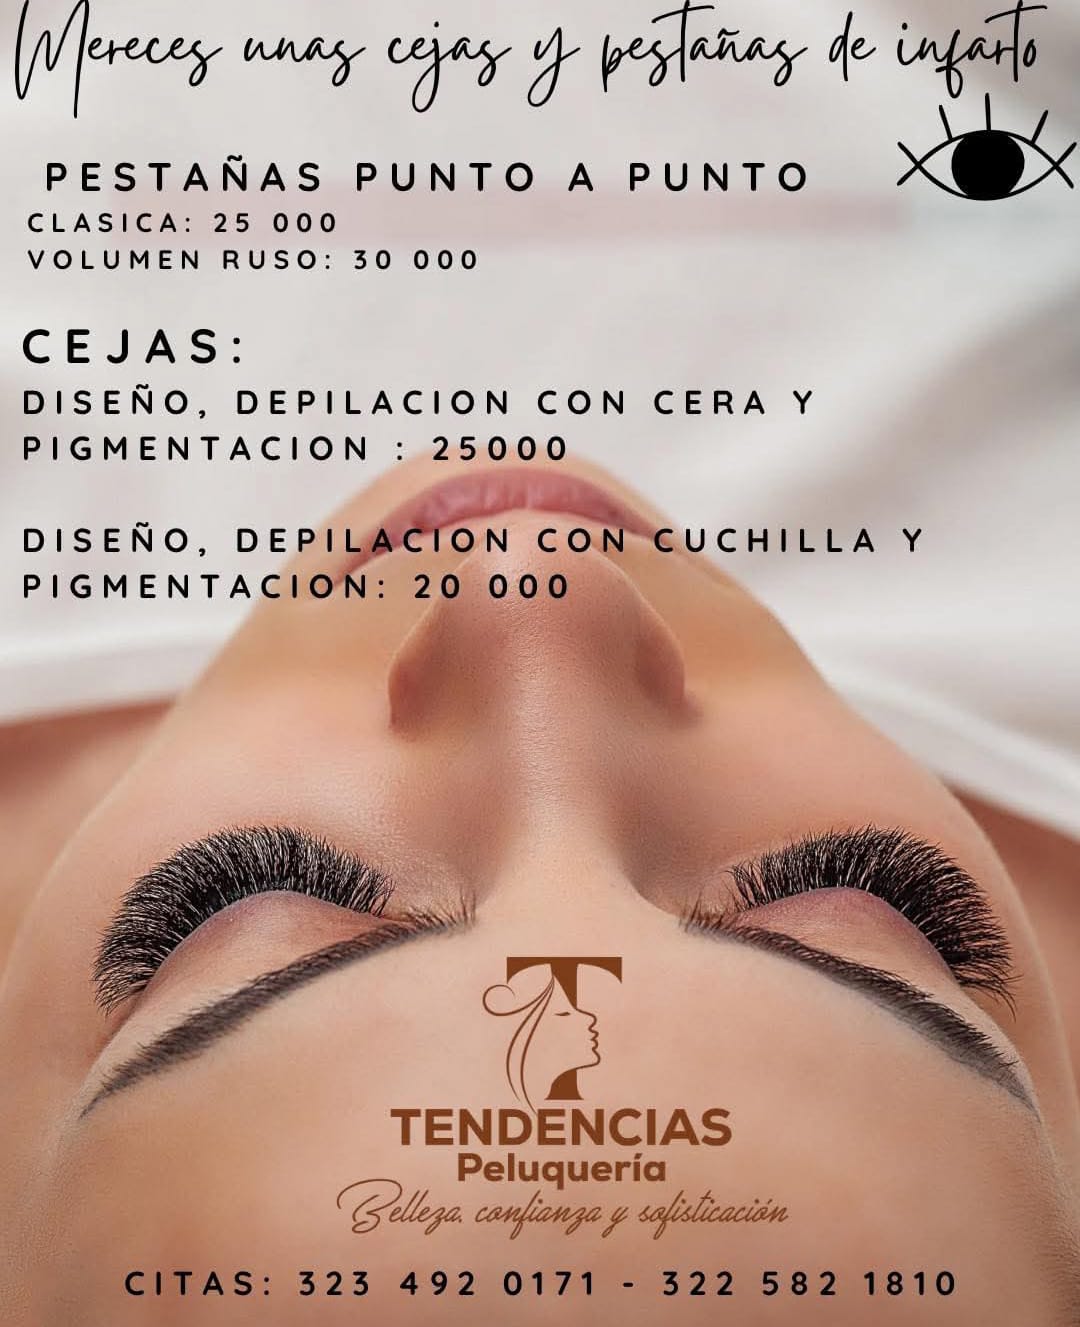 Mereces unas cejas y pestañas de infarto
PESTAÑAS PUNTO A PUNTO
CLASICA: 25 000
VOLUMEN RUSO: 30 000
CEJAS:
DISEÑO, DEPILACION CON CERA Y
PIGMENTACION : 25000
DISEÑO, DEPILACION CON CUCHILLA Y
PIGMENTACION: 20 000
TENDENCIAS
Peluquería
Belleza, confianza y sofisticación
CITAS: 323 492 0171 - 322 582 1810